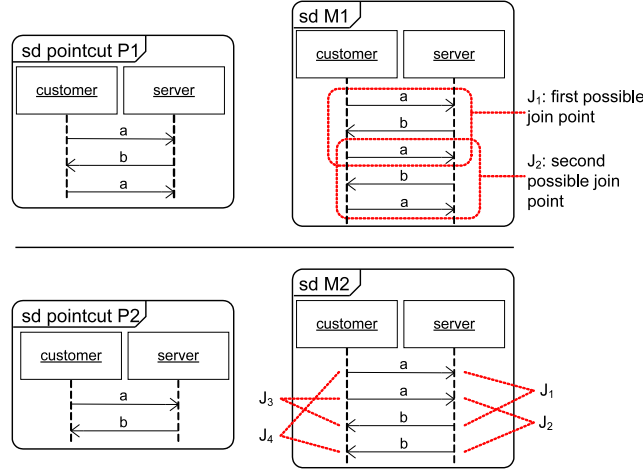 sd pointcut P1
customer
server
a
b
a
sd M1
customer
server
a
b
a
b
a
J1: first possible
join point
J2: second
possible join
point
sd pointcut P2
customer
server
a
b
sd M2
customer
server
a
a
b
b
J3
J4
J1
J2